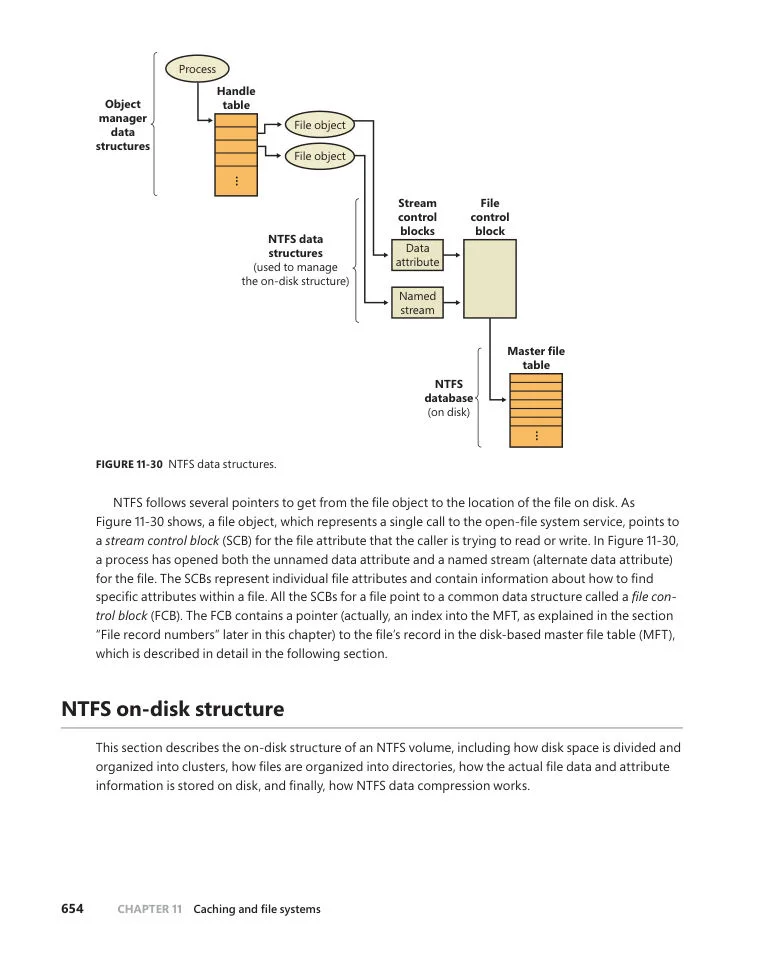 Process
Handle
table
Object
manager
data
structures
File object
File object
⋮
NTFS data
structures
(used to manage
the on-disk structure)
Stream
control
blocks
File
control
block
Data
attribute
Named
stream
Master file
table
NTFS
database
(on disk)
⋮
FIGURE 11-30 NTFS data structures.
NTFS follows several pointers to get from the file object to the location of the file on disk. As
Figure 11-30 shows, a file object, which represents a single call to the open-file system service, points to
a stream control block (SCB) for the file attribute that the caller is trying to read or write. In Figure 11-30,
a process has opened both the unnamed data attribute and a named stream (alternate data attribute)
for the file. The SCBs represent individual file attributes and contain information about how to find
specific attributes within a file. All the SCBs for a file point to a common data structure called a file con-
trol block (FCB). The FCB contains a pointer (actually, an index into the MFT, as explained in the section
“File record numbers” later in this chapter) to the file’s record in the disk-based master file table (MFT),
which is described in detail in the following section.
NTFS on-disk structure
This section describes the on-disk structure of an NTFS volume, including how disk space is divided and
organized into clusters, how files are organized into directories, how the actual file data and attribute
information is stored on disk, and finally, how NTFS data compression works.
654 CHAPTER 11 Caching and file systems